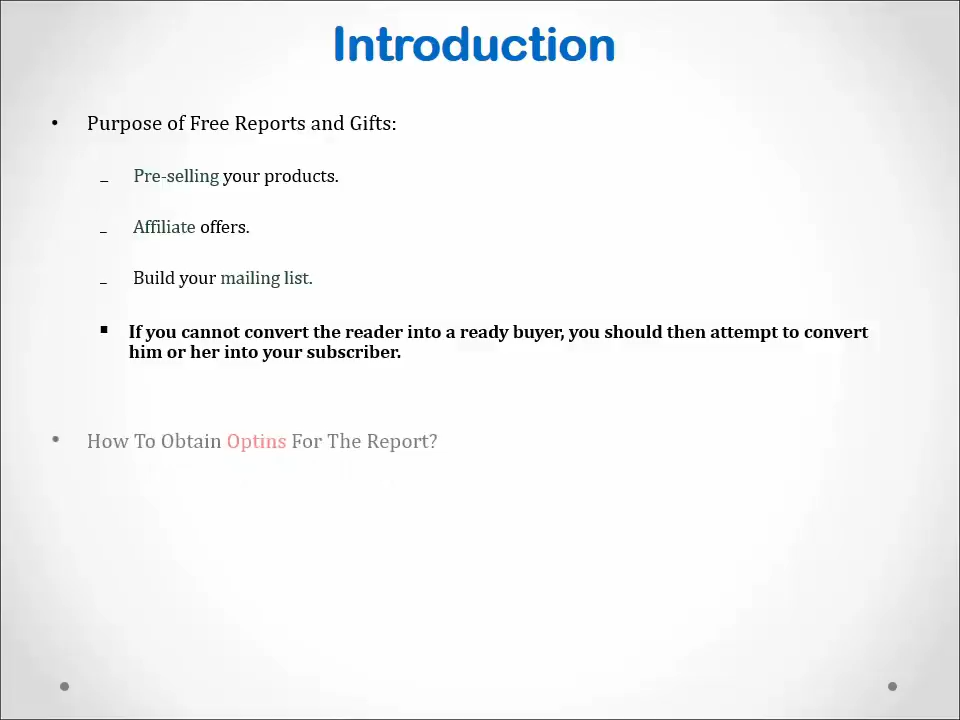 Introduction
• Purpose of Free Reports and Gifts:
– Pre-selling your products.
– Affiliate offers.
– Build your mailing list.
▪ If you cannot convert the reader into a ready buyer, you should then attempt to convert
him or her into your subscriber.
• How To Obtain Optins For The Report?